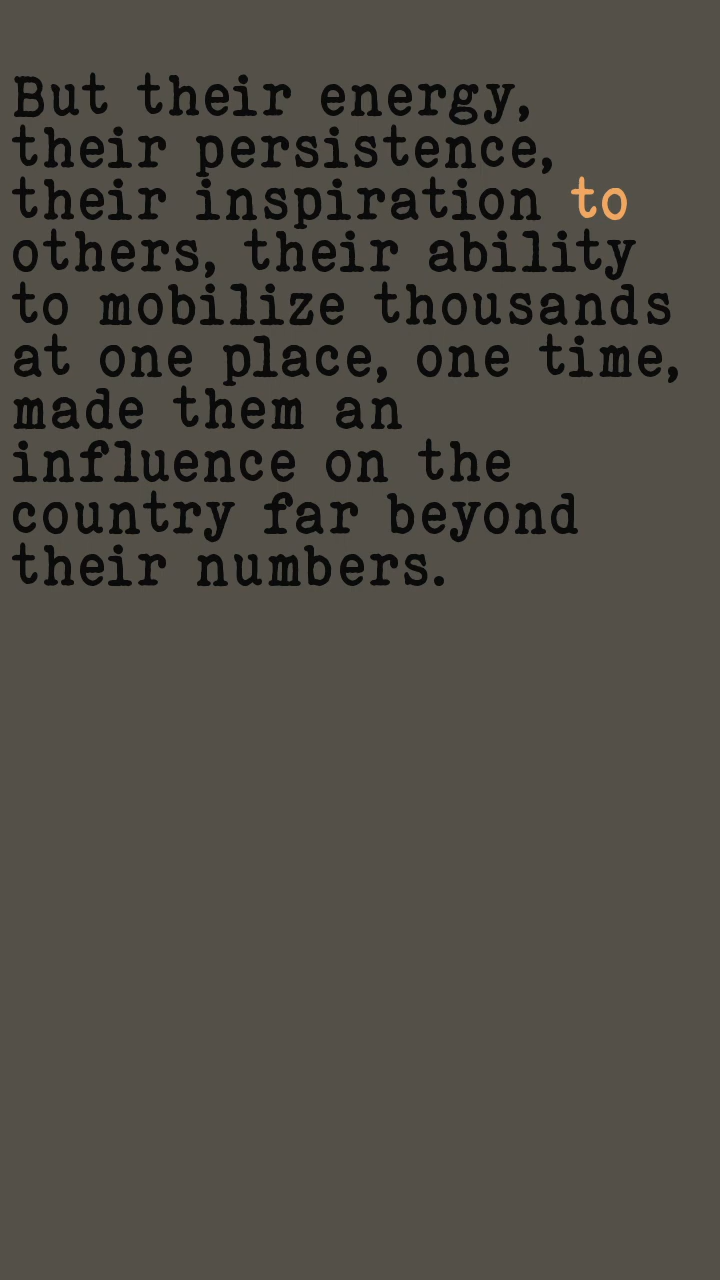 But their energy,
their persistence,
their inspiration to
others, their ability
to mobilize thousands
at one place, one time,
made them an
influence on the
country far beyond
their numbers.